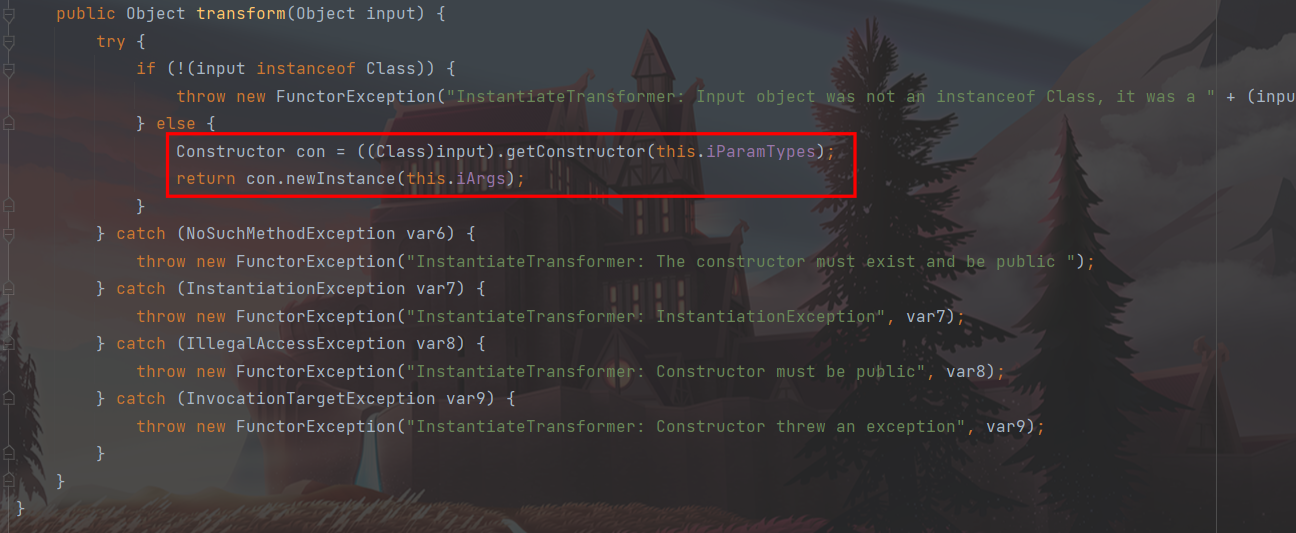 public Object transform(Object input) {
try {
if (!(input instanceof Class)) {
throw new FunctorException("InstantiateTransformer: Input object was not an instanceof Class, it was a " + (inpu
} else {
Constructor con = ((Class)input).getConstructor(this.iParamTypes);
return con.newInstance(this.iArgs);
}
} catch (NoSuchMethodException var6) {
throw new FunctorException("InstantiateTransformer: The constructor must exist and be public ");
} catch (InstantiationException var7) {
throw new FunctorException("InstantiateTransformer: InstantiationException", var7);
} catch (IllegalAccessException var8) {
throw new FunctorException("InstantiateTransformer: Constructor must be public", var8);
} catch (InvocationTargetException var9) {
throw new FunctorException("InstantiateTransformer: Constructor threw an exception", var9);
}
}
}